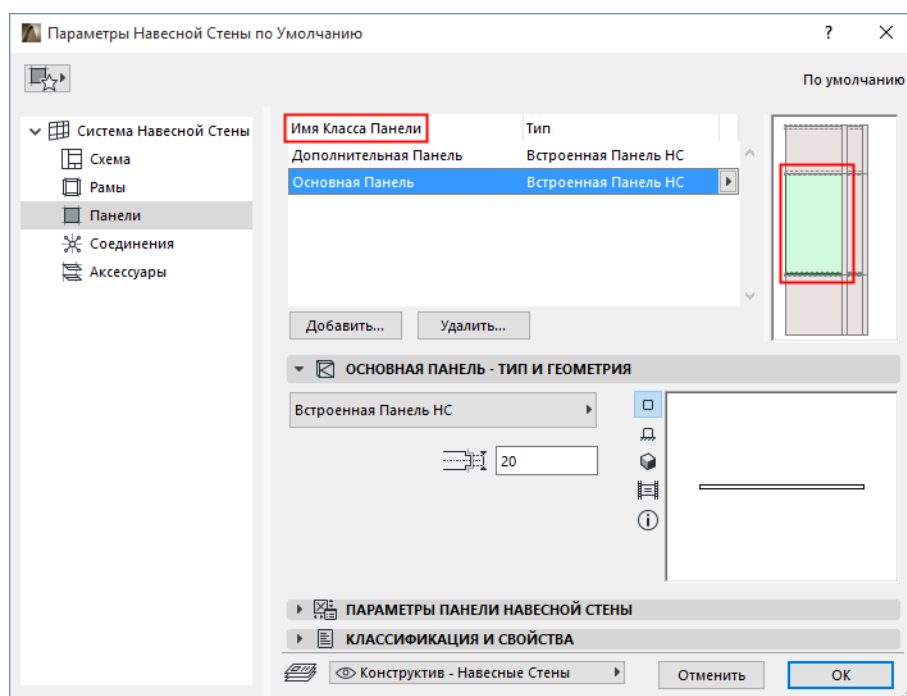 Параметры Навесной Стены по Умолчанию
?
По умолчанию
Система Навесной Стены
Схема
Рамы
Панели
Соединения
Аксессуары
Имя Класса Панели Тип
Дополнительная Панель Встроенная Панель НС
Основная Панель Встроенная Панель НС
Добавить... Удалить...
ОСНОВНАЯ ПАНЕЛЬ - ТИП И ГЕОМЕТРИЯ
Встроенная Панель НС
20
ПАРАМЕТРЫ ПАНЕЛИ НАВЕСНОЙ СТЕНЫ
КЛАССИФИКАЦИЯ И СВОЙСТВА
Конструктив - Навесные Стены
Отменить ОК